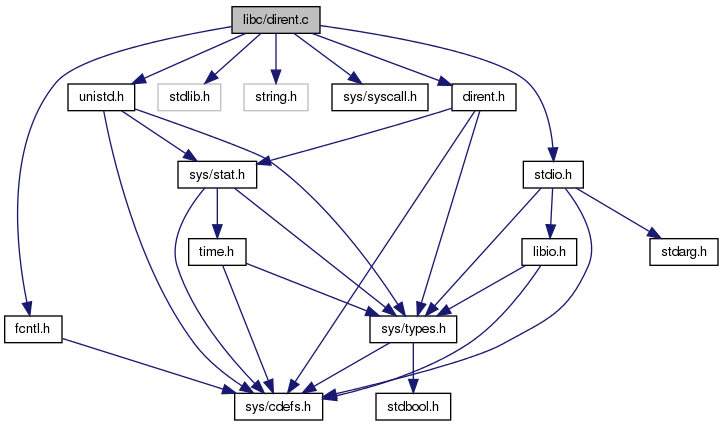 libc/dirent.c
unistd.h
stdlib.h
string.h
sys/syscall.h
dirent.h
sys/stat.h
stdio.h
time.h
libio.h
stdarg.h
fcntl.h
sys/types.h
sys/cdefs.h
stdbool.h